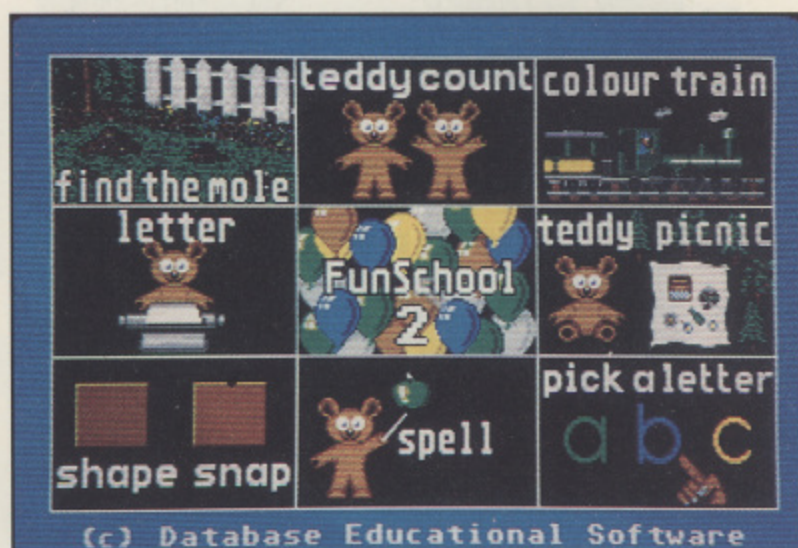 find the mole
teddy count
colour train
letter
FunSchool
2
teddy picnic
shape snap
spell
pick a letter
a b c
(c) Database Educational Software